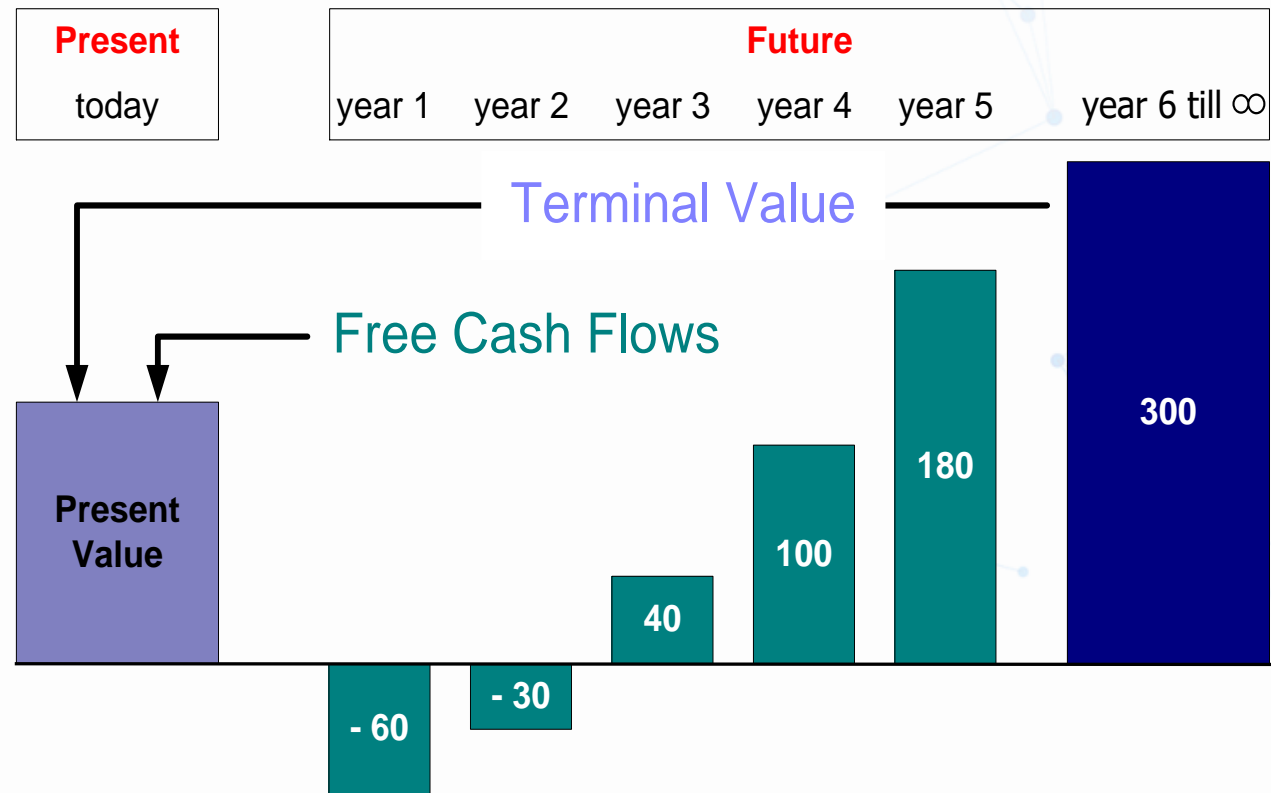 Present
today
Future
year 1 year 2 year 3 year 4 year 5 year 6 till ∞
Terminal Value
Free Cash Flows
Present
Value
- 60
- 30
40
100
180
300